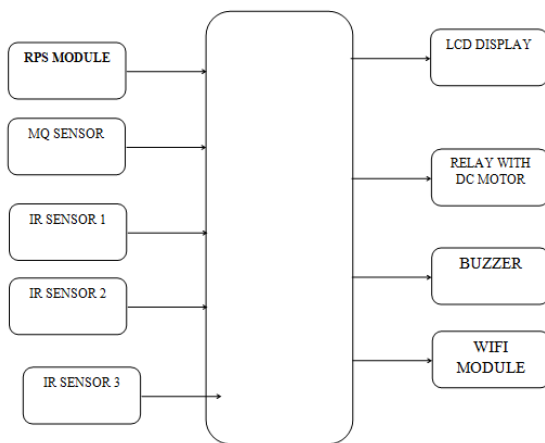 RPS MODULE
MQ SENSOR
IR SENSOR 1
IR SENSOR 2
IR SENSOR 3
LCD DISPLAY
RELAY WITH
DC MOTOR
BUZZER
WIFI
MODULE